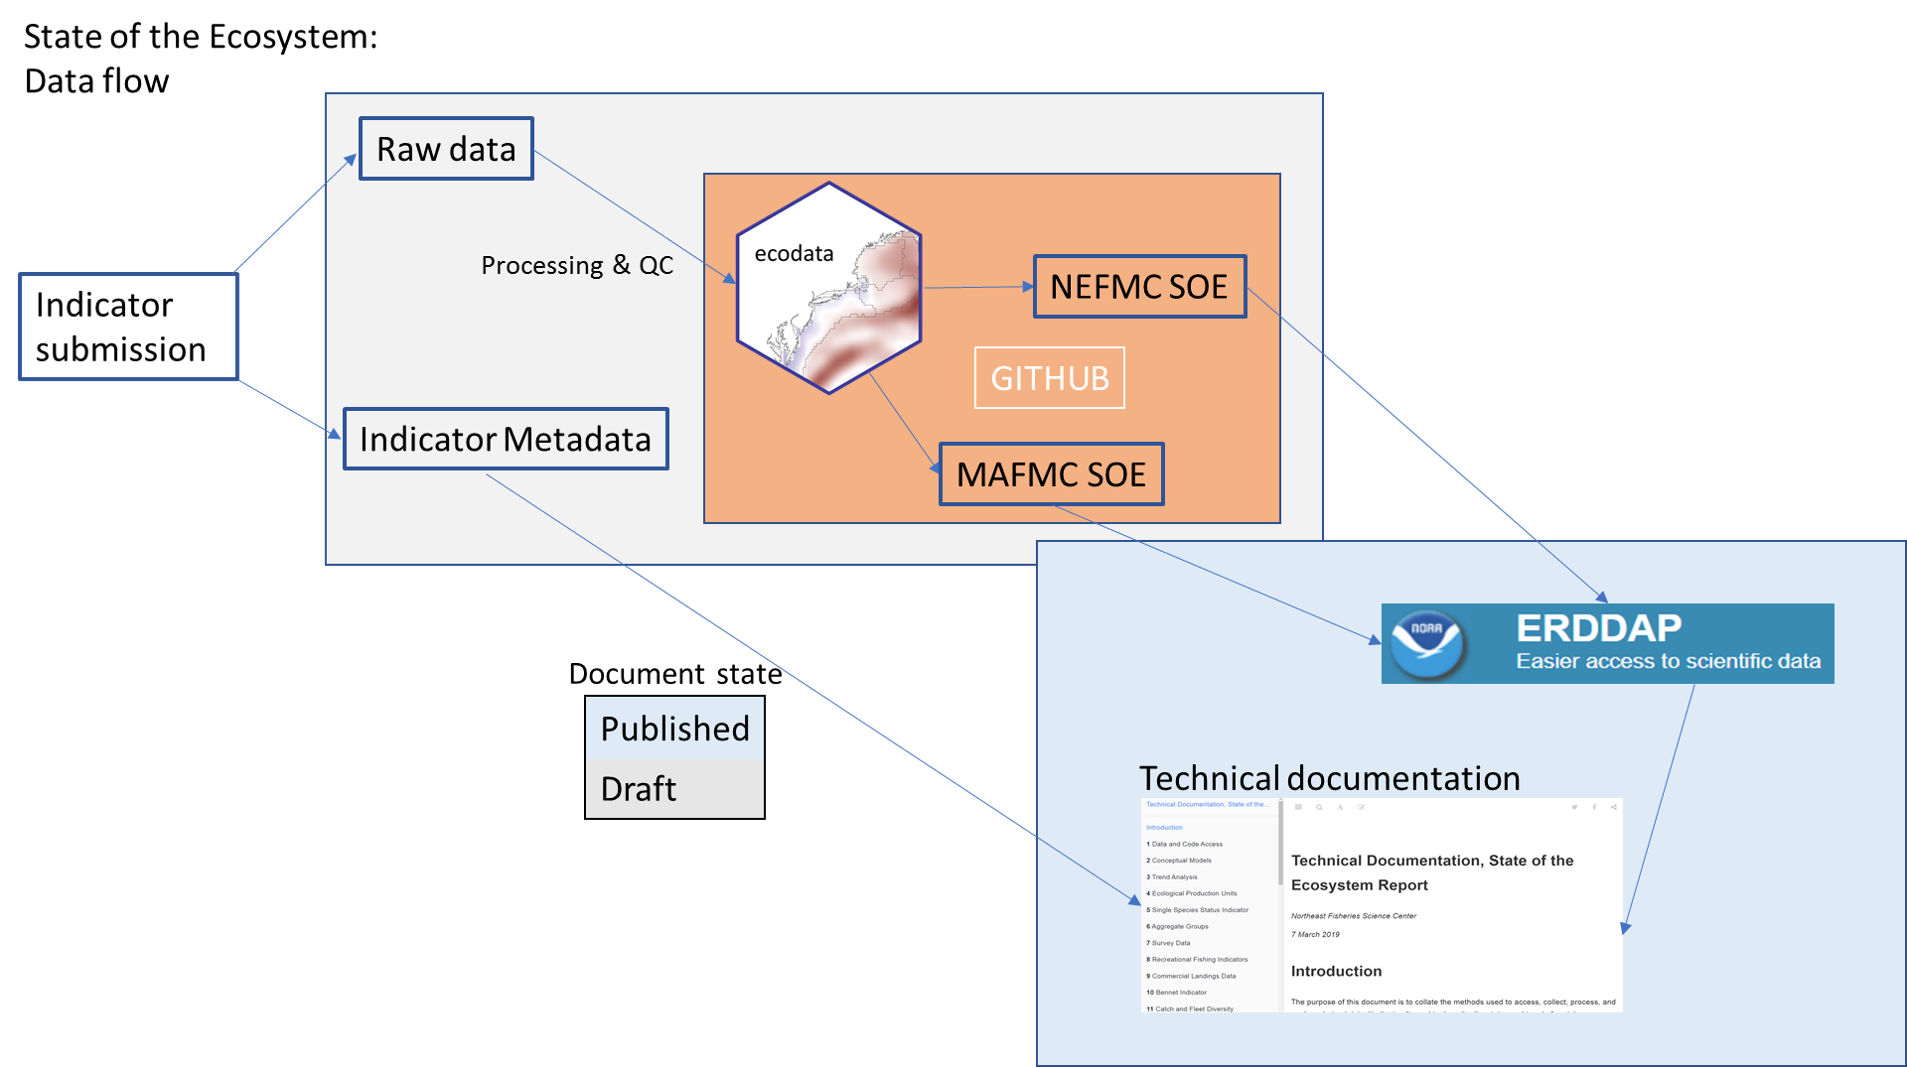 State of the Ecosystem:
Data flow
Raw data
Processing & QC
ecodata
NEFMC SOE
GITHUB
MAFMC SOE
Indicator
submission
Indicator Metadata
NOAA
ERDDAP
Easier access to scientific data
Document state
Published
Draft
Technical documentation
Technical Documentation, State of the...
Introduction
1 Data and Code Access
2 Conceptual Models
3 Trend Analysis
4 Ecological Production Units
5 Single Species Status Indicator
6 Aggregate Groups
7 Survey Data
8 Recreational Fishing Indicators
9 Commercial Landings Data
10 Bennet Indicator
11 Catch and Fleet Diversity
Technical Documentation, State of the
Ecosystem Report
Northeast Fisheries Science Center
7 March 2019
Introduction
The purpose of this document is to collate the methods used to access, collect, process, and